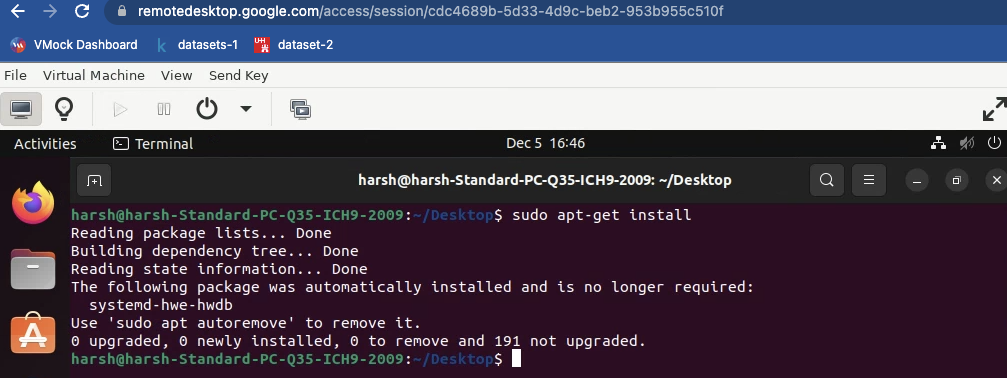 remotedesktop.google.com/access/session/cdc4689b-5d33-4d9c-beb2-953b955c510f
VMock Dashboard k datasets-1 UH datasets-2
File Virtual Machine View Send Key
Activities Terminal Dec 5 16:46
harsh@harsh-Standard-PC-Q35-ICH9-2009: ~/Desktop
harsh@harsh-Standard-PC-Q35-ICH9-2009:~/Desktop$ sudo apt-get install
Reading package lists... Done
Building dependency tree... Done
Reading state information... Done
The following package was automatically installed and is no longer required:
systemd-hwe-hwdb
Use 'sudo apt autoremove' to remove it.
0 upgraded, 0 newly installed, 0 to remove and 191 not upgraded.
harsh@harsh-Standard-PC-Q35-ICH9-2009:~/Desktop$